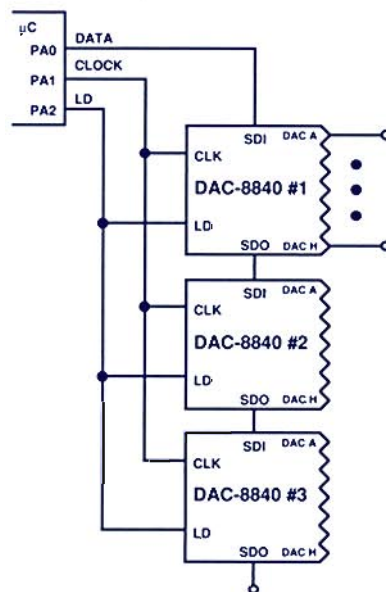 µC
PA0
DATA
PA1
CLOCK
PA2
LD
SDI
DAC A
CLK
DAC-8840 #1
LD
SDO
DAC H
SDI
DAC A
CLK
DAC-8840 #2
LD
SDO
DAC H
SDI
DAC A
CLK
DAC-8840 #3
LD
SDO
DAC H